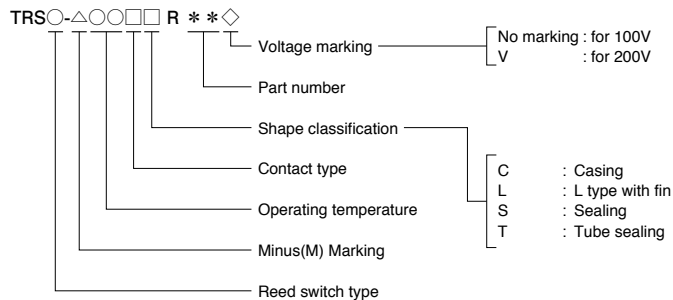 TRS○-△○○□□ R **◇
Voltage marking
No marking : for 100V
V : for 200V
Part number
Shape classification
Contact type
C : Casing
L : L type with fin
Operating temperature
S : Sealing
T : Tube sealing
Minus(M) Marking
Reed switch type